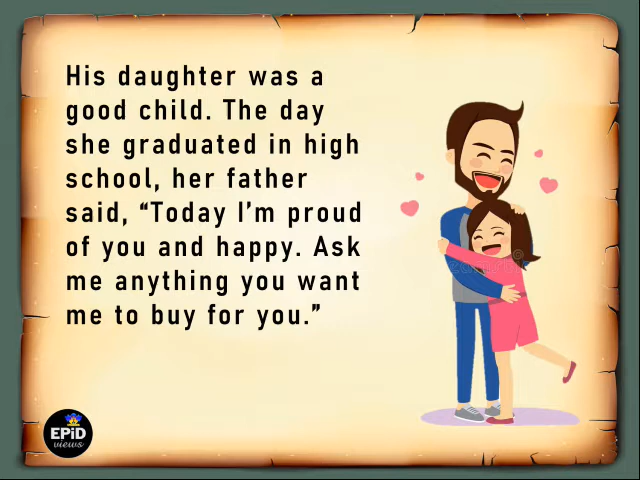 His daughter was a
good child. The day
she graduated in high
school, her father
said, “Today I’m proud
of you and happy. Ask
me anything you want
me to buy for you.”
EPiD
views